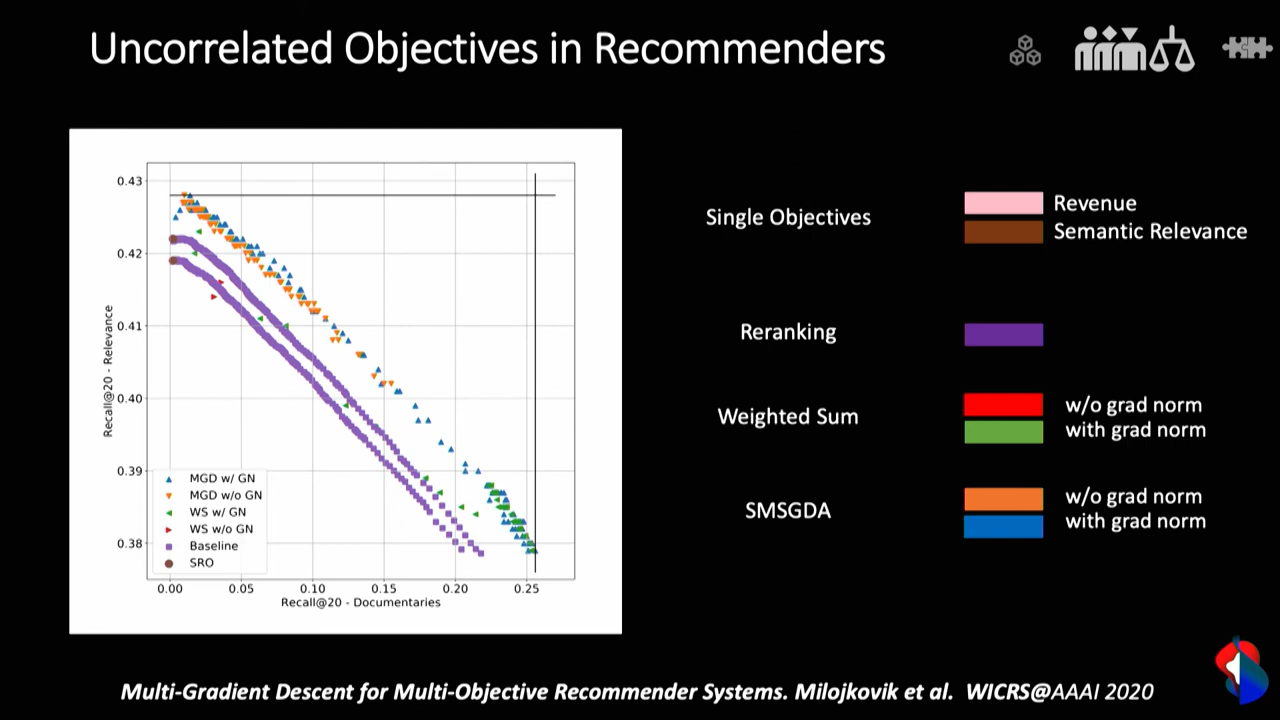 Uncorrelated Objectives in Recommenders
0.43
0.42
0.41
0.40
0.39
0.38
Recall@20 - Relevance
MGD w/ GN
MGD w/o GN
WS w/ GN
WS w/o GN
Baseline
SRO
0.00 0.05 0.10 0.15 0.20 0.25
Recall@20 - Documentaries
Single Objectives
Revenue
Semantic Relevance
Reranking
Weighted Sum
w/o grad norm
with grad norm
SMSGDA
w/o grad norm
with grad norm
Multi-Gradient Descent for Multi-Objective Recommender Systems. Milojkovik et al. WICRS@AAAI 2020